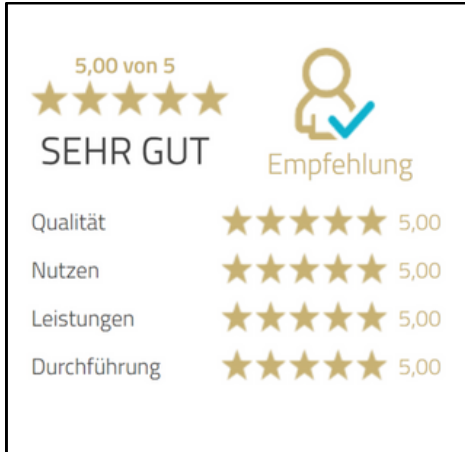 5,00 von 5
SEHR GUT
Empfehlung
Qualität 5,00
Nutzen 5,00
Leistungen 5,00
Durchführung 5,00